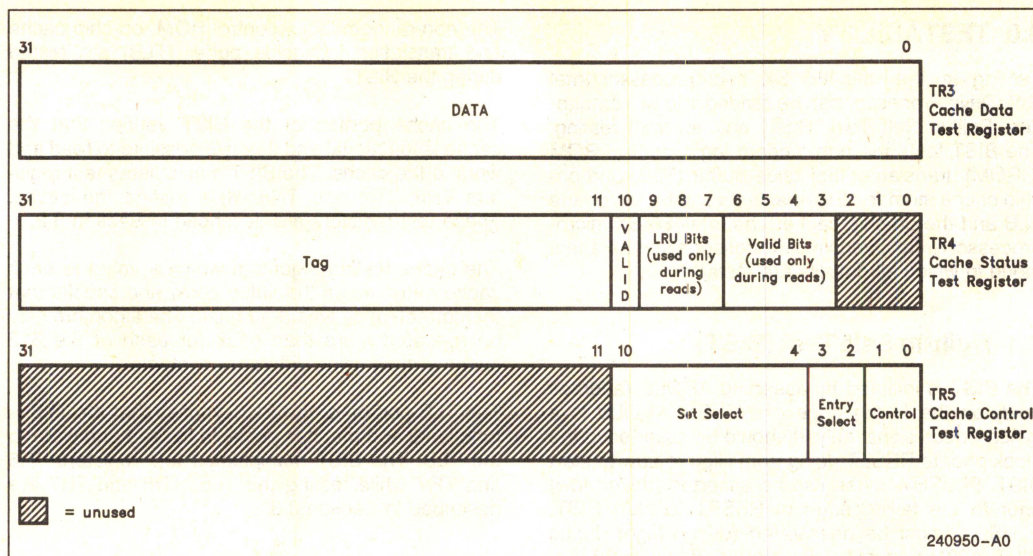 31 0
DATA
TR3
Cache Data
Test Register
31 11 10 9 8 7 6 5 4 3 2 1 0
Tag
VALID
LRU Bits
(used only
during
reads)
Valid Bits
(used only
during reads)
TR4
Cache Status
Test Register
31 11 10 4 3 2 1 0
Set Select
Entry
Select
Control
TR5
Cache Control
Test Register
= unused
240950-A0